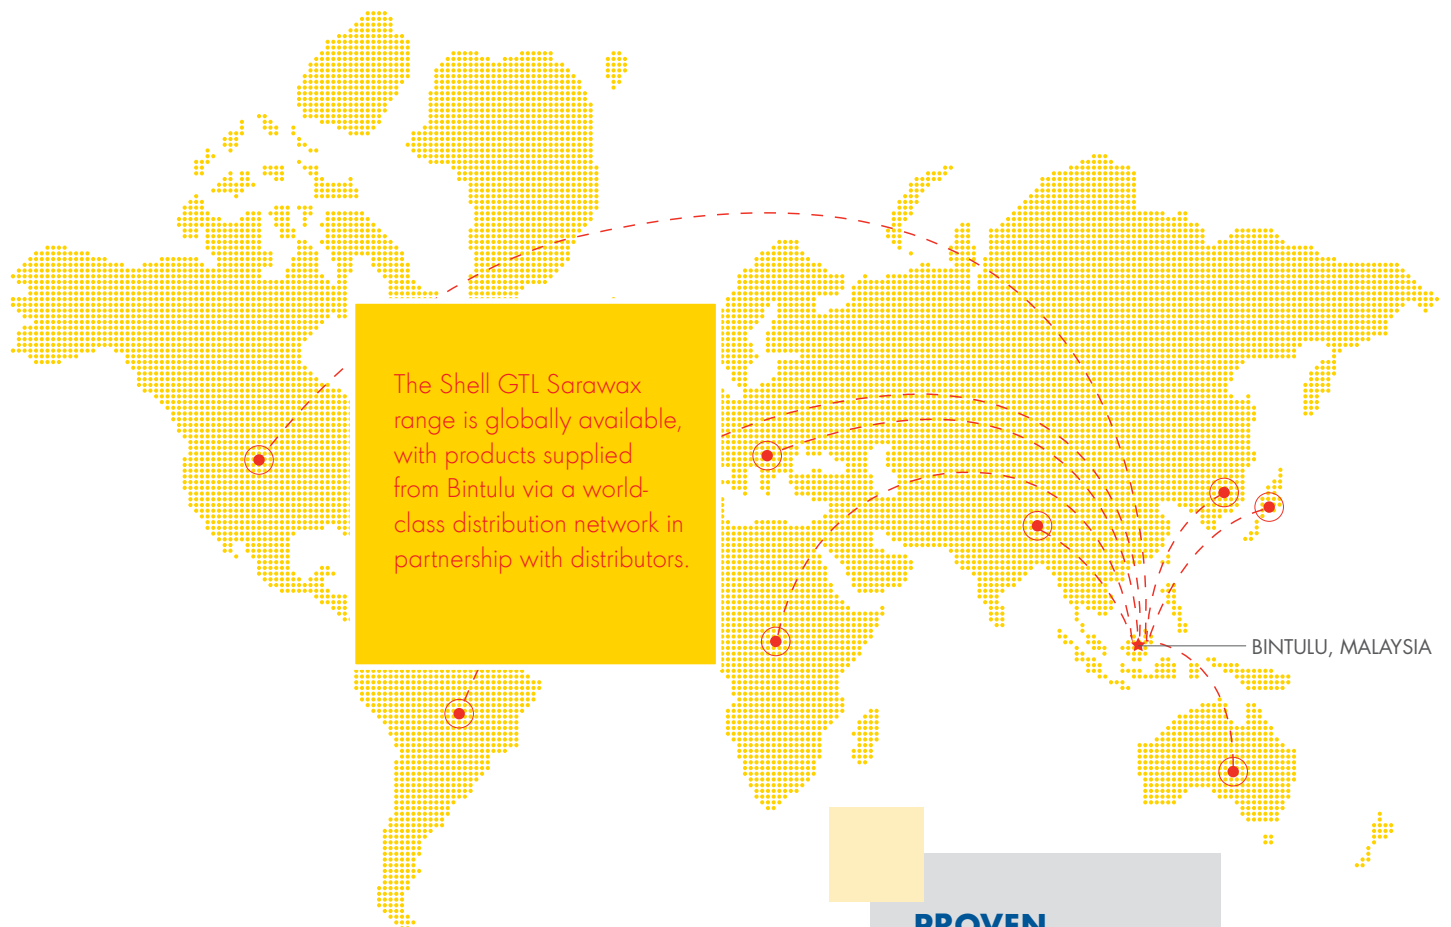 The Shell GTL Sarawax
range is globally available,
with products supplied
from Bintulu via a world-
class distribution network in
partnership with distributors.
BINTULU, MALAYSIA
PROVEN